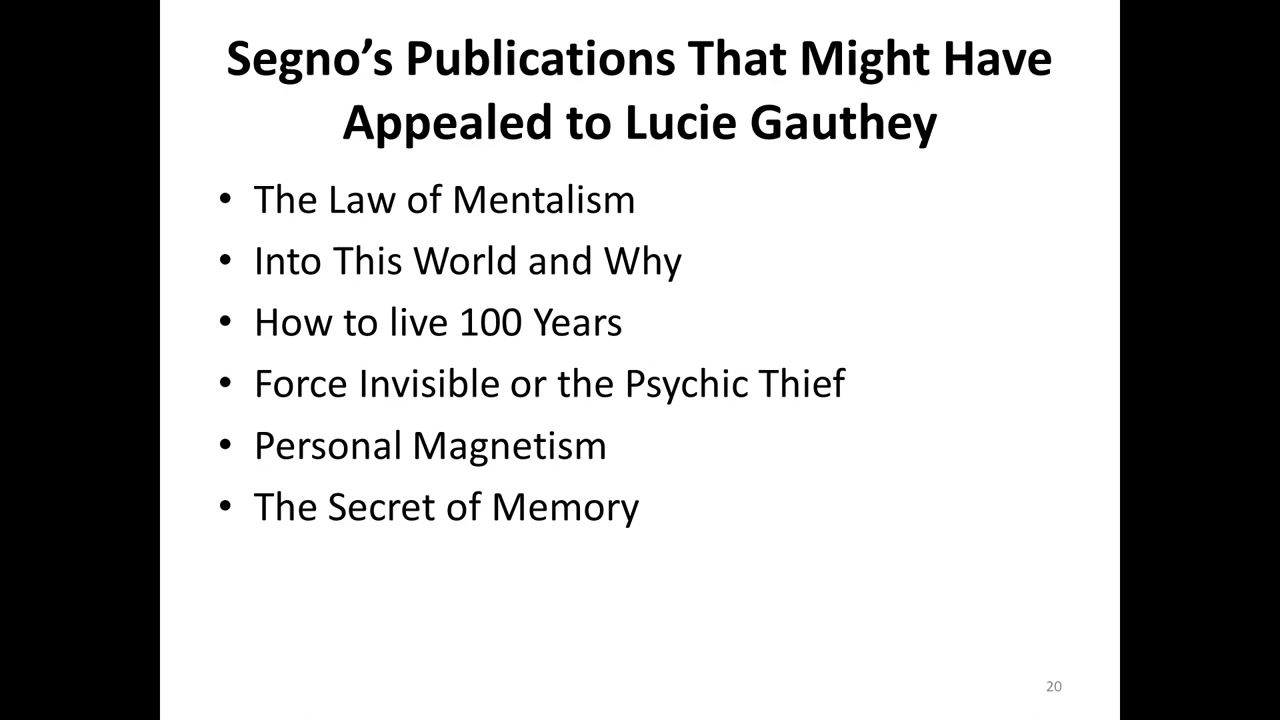 Segno’s Publications That Might Have
Appealed to Lucie Gauthey
• The Law of Mentalism
• Into This World and Why
• How to live 100 Years
• Force Invisible or the Psychic Thief
• Personal Magnetism
• The Secret of Memory
20